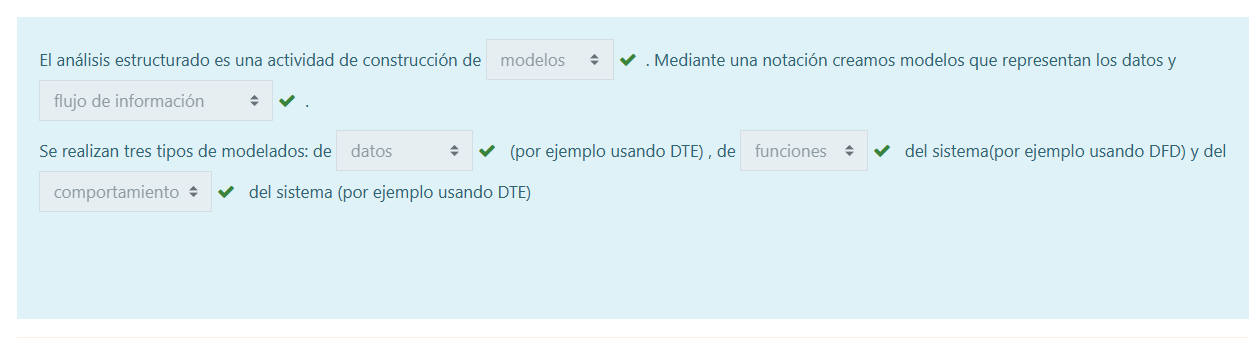 El análisis estructurado es una actividad de construcción de modelos . Mediante una notación creamos modelos que representan los datos y
flujo de información .
Se realizan tres tipos de modelados: de datos (por ejemplo usando DTE) , de funciones del sistema(por ejemplo usando DFD) y del
comportamiento del sistema (por ejemplo usando DTE)